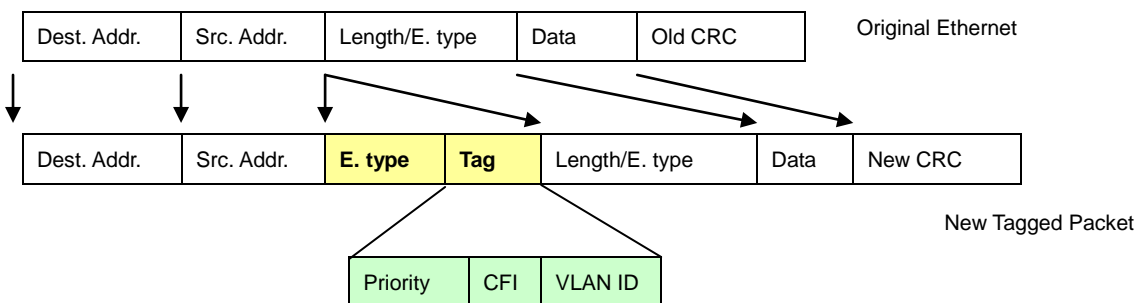 Dest. Addr. Src. Addr. Length/E. type Data Old CRC Original Ethernet
Dest. Addr. Src. Addr. E. type Tag Length/E. type Data New CRC
New Tagged Packet
Priority CFI VLAN ID